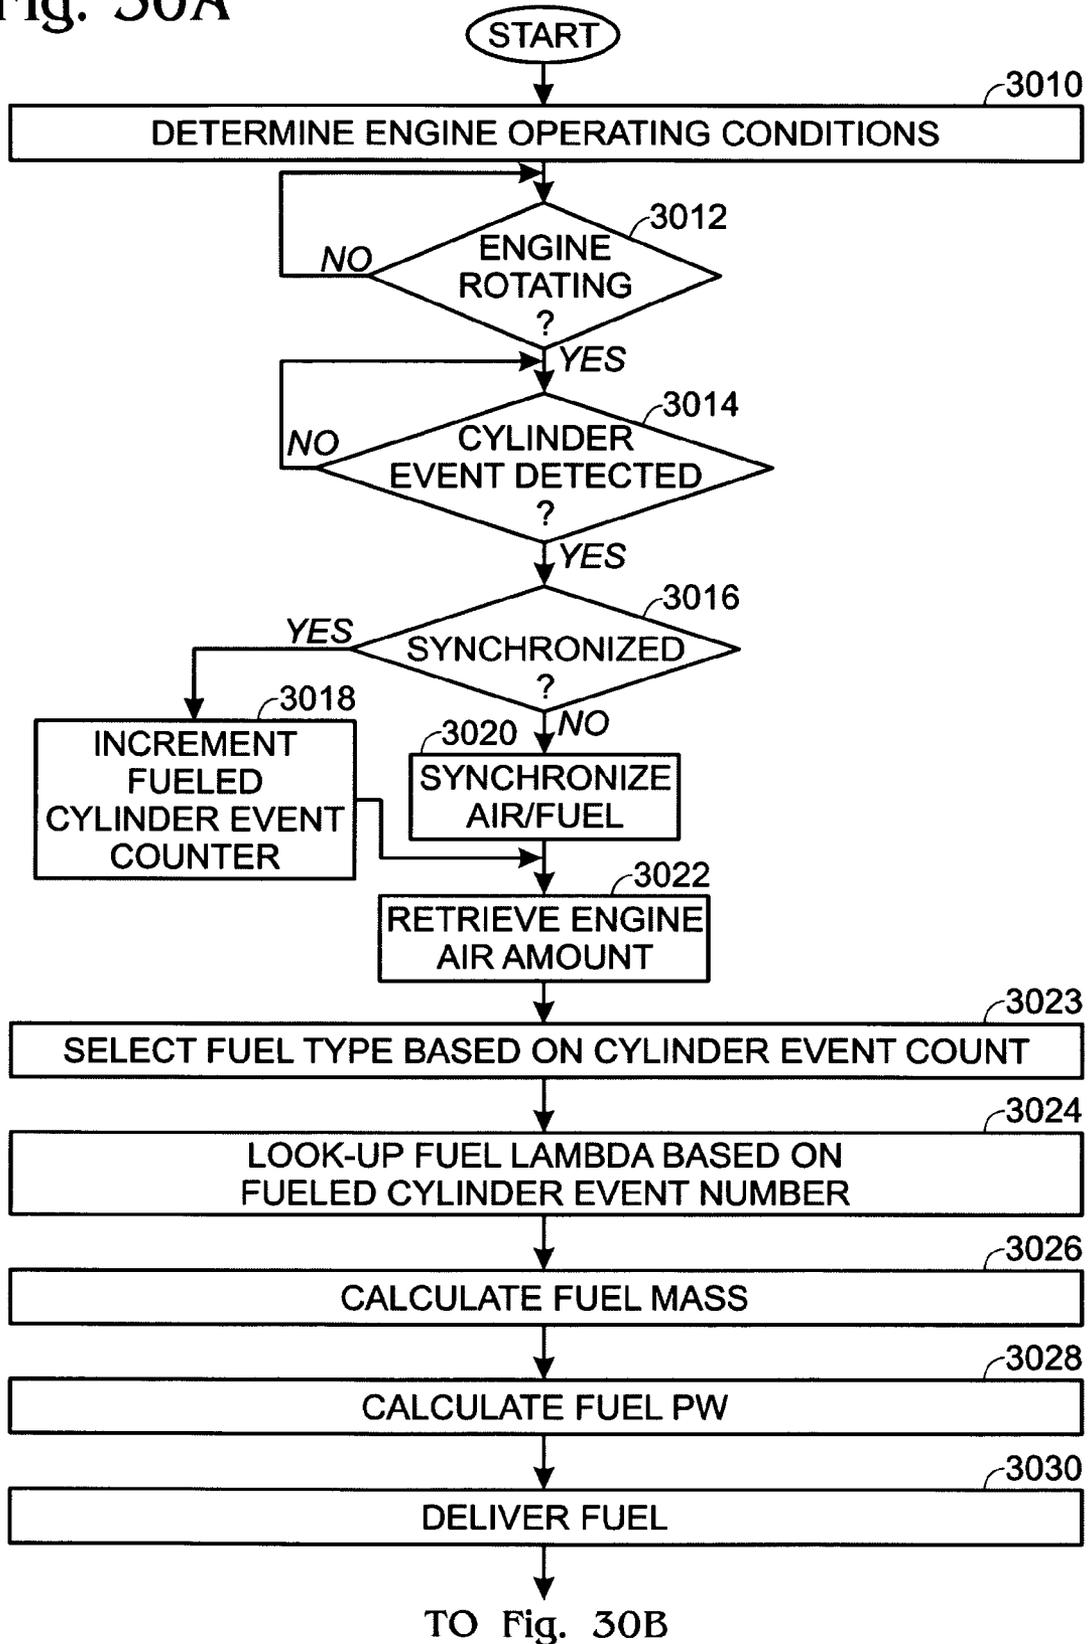 Fig. 30A
START
3010
DETERMINE ENGINE OPERATING CONDITIONS
3012
ENGINE
ROTATING
?
NO
YES
3014
CYLINDER
EVENT DETECTED
?
NO
YES
3016
SYNCHRONIZED
?
YES
NO
3018
INCREMENT
FUELED
CYLINDER EVENT
COUNTER
3020
SYNCHRONIZE
AIR/FUEL
3022
RETRIEVE ENGINE
AIR AMOUNT
3023
SELECT FUEL TYPE BASED ON CYLINDER EVENT COUNT
3024
LOOK-UP FUEL LAMBDA BASED ON
FUELED CYLINDER EVENT NUMBER
3026
CALCULATE FUEL MASS
3028
CALCULATE FUEL PW
3030
DELIVER FUEL
TO Fig. 30B